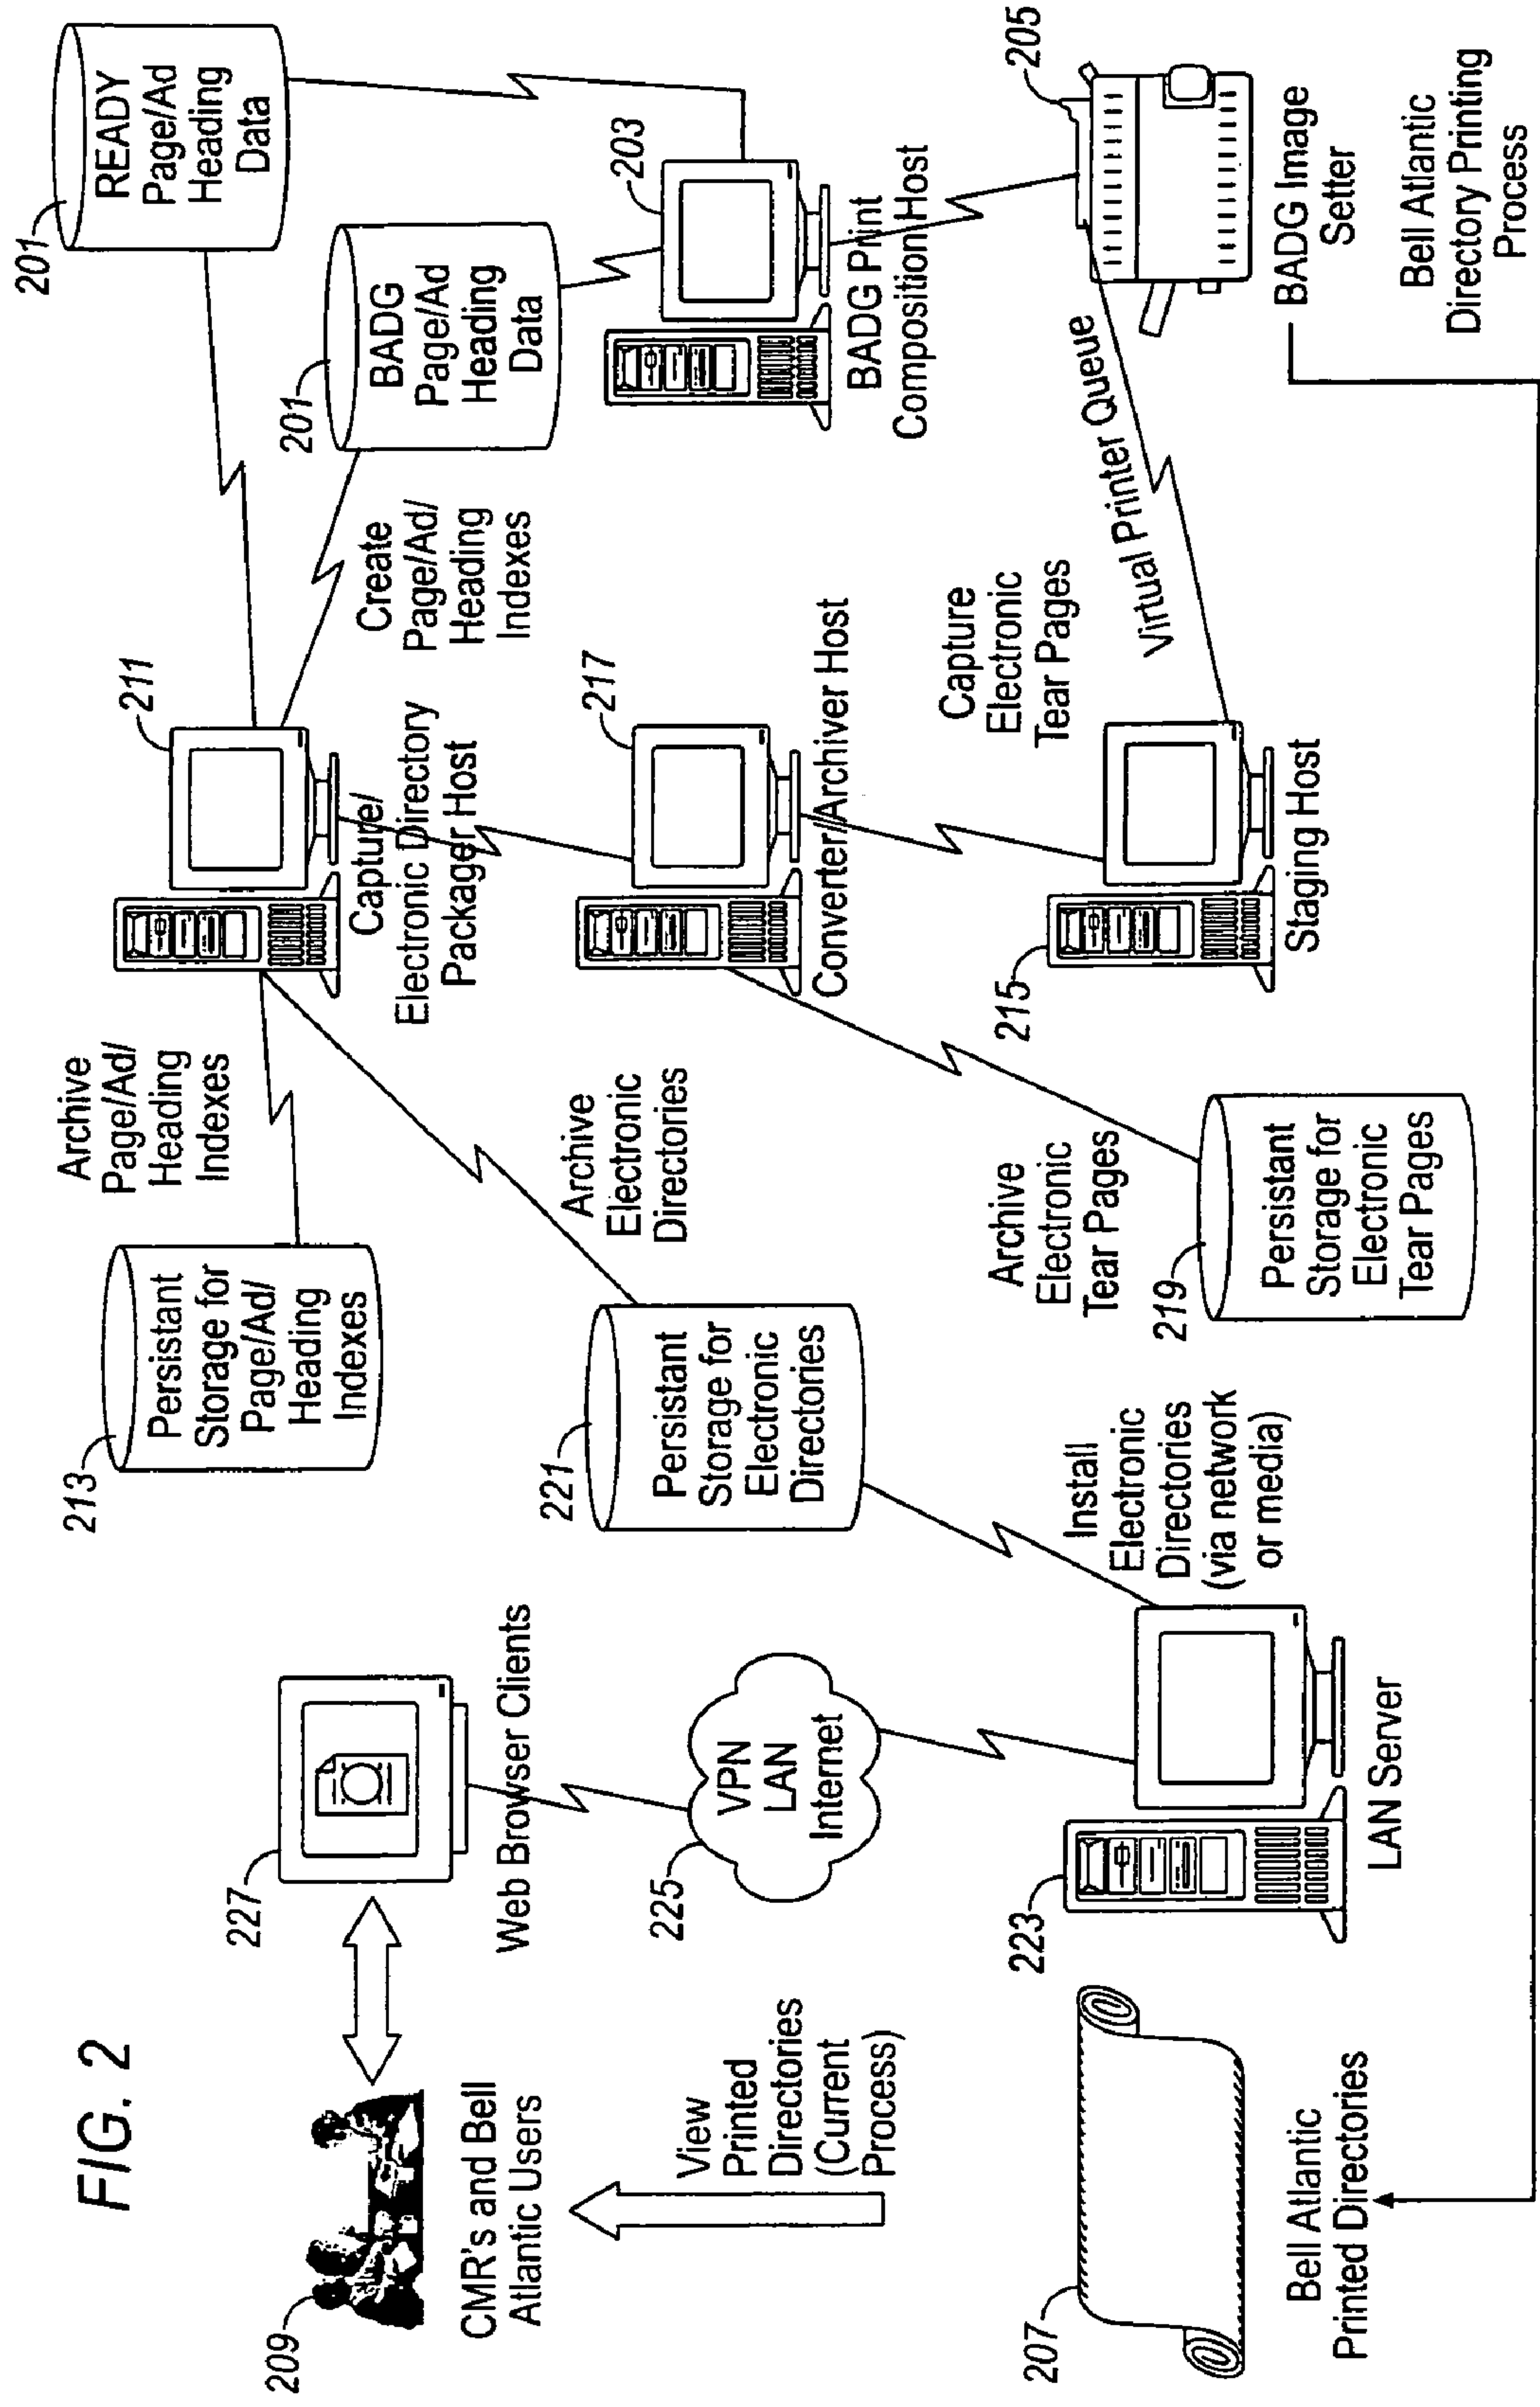 FIG. 2
209
CMR's and Bell
Atlantic Users
227
Web Browser Clients
View
Printed
Directories
(Current
Process)
225
VPN
LAN
Internet
207
Bell Atlantic
Printed Directories
223
LAN Server
213
Persistant
Storage for
Page/Ad/
Heading
Indexes
Archive
Page/Ad/
Heading
Indexes
221
Persistant
Storage for
Electronic
Directories
Archive
Electronic
Directories
Install
Electronic
Directories
(via network
or media)
219
Persistant
Storage for
Electronic
Tear Pages
Archive
Electronic
Tear Pages
211
Capture/
Electronic Directory
Packager Host
217
Converter/Archiver Host
215
Staging Host
Capture
Electronic
Tear Pages
Create
Page/Ad/
Heading
Indexes
201
READY
Page/Ad
Heading
Data
201
BADG
Page/Ad
Heading
Data
203
BADG Print
Composition Host
Virtual Printer Queue
205
BADG Image
Setter
Bell Atlantic
Directory Printing
Process